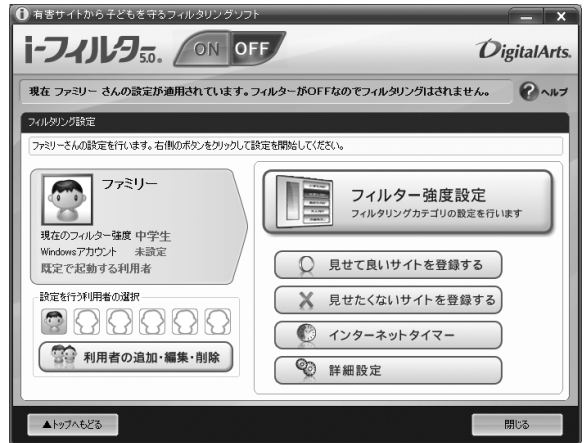 有害サイトから子どもを守るフィルタリングソフト
i-フィルタ5.0. ON OFF DigitalArts.
現在 ファミリー さんの設定が適用されています。フィルターがOFFなのでフィルタリングはされません。 ? ヘルプ
フィルタリング設定
ファミリーさんの設定を行います。右側のボタンをクリックして設定を開始してください。
ファミリー
現在のフィルター強度 中学生
Windowsアカウント 未設定
既定で起動する利用者
設定を行う利用者の選択
利用者の追加・編集・削除
フィルター強度設定
フィルタリングカテゴリの設定を行います
見せて良いサイトを登録する
見せたくないサイトを登録する
インターネットタイマー
詳細設定
▲トップへもどる
閉じる